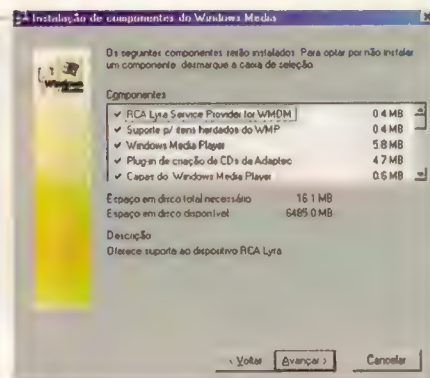 Instalação de componentes do Windows Media
Os seguintes componentes serão instalados. Para optar por não instalar
um componente, desmarque a caixa de seleção.
Componentes
RCA Lyra Service Provider for WMDM 0.4 MB
Suporte p/ itens herdados do WMP 0.4 MB
Windows Media Player 5.8 MB
Plug-in de criação de CDs da Adaptec 4.7 MB
Capas do Windows Media Player 0.6 MB
Espaço em disco total necessário 16.1 MB
Espaço em disco disponível 6485.0 MB
Descrição
Oferece suporte ao dispositivo RCA Lyra
< Voltar Avançar > Cancelar